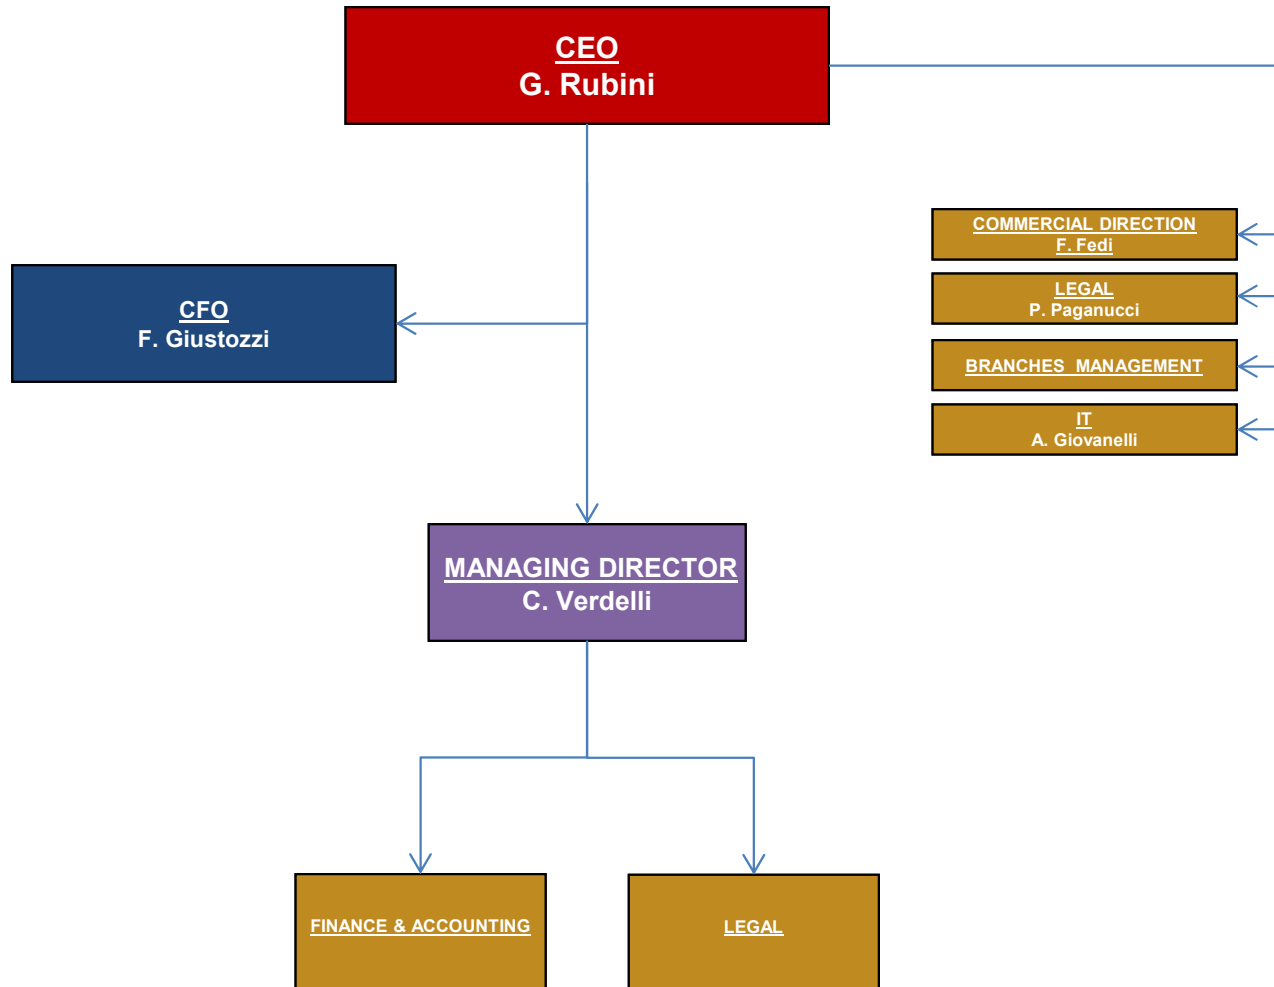 CEO
G. Rubini
COMMERCIAL DIRECTION
F. Fedi
CFO
F. Giustozzi
LEGAL
P. Paganucci
BRANCHES MANAGEMENT
IT
A. Giovanelli
MANAGING DIRECTOR
C. Verdelli
FINANCE & ACCOUNTING
LEGAL